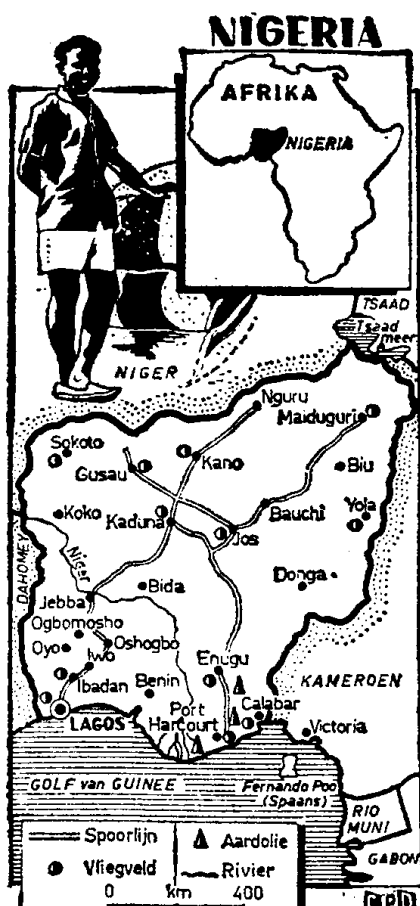 NIGERIA
AFRIKA
NIGERIA
TSAAD
Tsaad
meer
NIGER
Nguru
Maiduguri
Sokoto
Gusau
Kano
Biu
Koko
Kaduna
Bauchi
Yola
Jos
DAHOMEY
Niger
Bida
Donga
Jebba
Ogbomosho
Oyo
Oshogbo
Iwo
Enugu
Ibadan
Benin
KAMEROEN
LAGOS
Port
Harcourt
Calabar
Victoria
GOLF van GUINEE
Fernando Poo
(Spaans)
RIO
MUNI
GABON
Spoorlijn
Aardolie
Vliegveld
Rivier
0 km 400